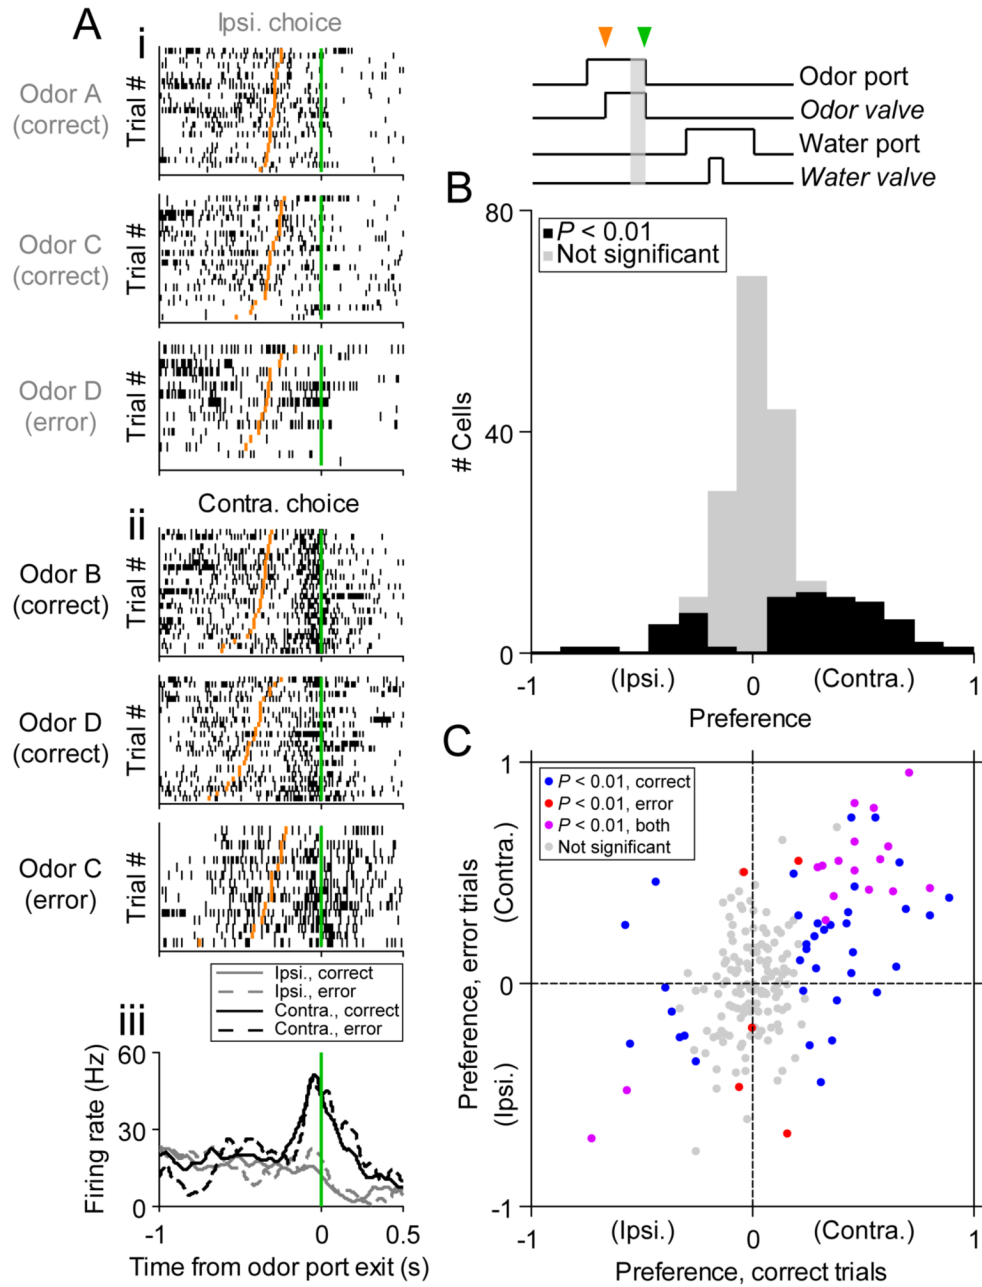 A
i
Ipsi. choice
Odor A
(correct)
Trial #
Odor C
(correct)
Trial #
Odor D
(error)
Trial #
ii
Contra. choice
Odor B
(correct)
Trial #
Odor D
(correct)
Trial #
Odor C
(error)
Trial #
Ipsi., correct
Ipsi., error
Contra., correct
Contra., error
iii
Firing rate (Hz)
60
30
0
-1
0
0.5
Time from odor port exit (s)
Odor port
Odor valve
Water port
Water valve
B
80
40
0
# Cells
P < 0.01
Not significant
-1
(Ipsi.)
0
(Contra.)
1
Preference
C
1
0
-1
Preference, error trials
(Ipsi.)
(Contra.)
P < 0.01, correct
P < 0.01, error
P < 0.01, both
Not significant
-1
(Ipsi.)
0
(Contra.)
1
Preference, correct trials